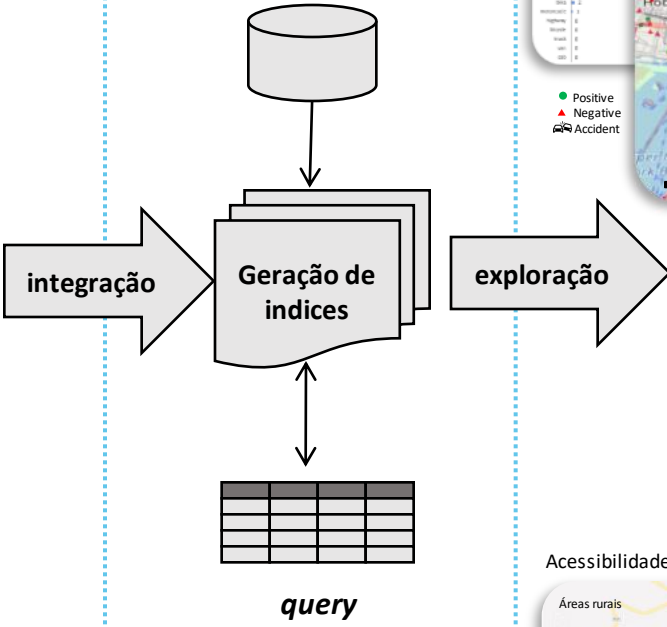 Positive
Negative
Accident
integração
Geração de
indices
exploração
query
Acessibilidade
Áreas rurais